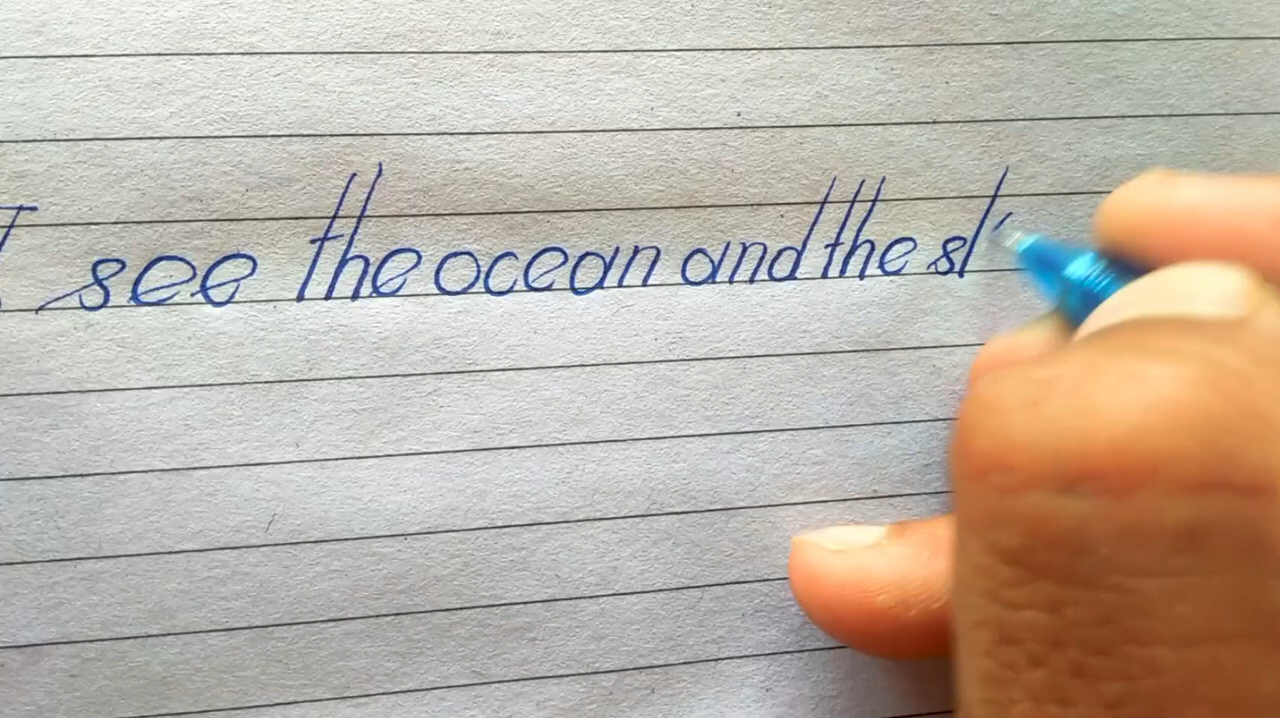 I see the ocean and the